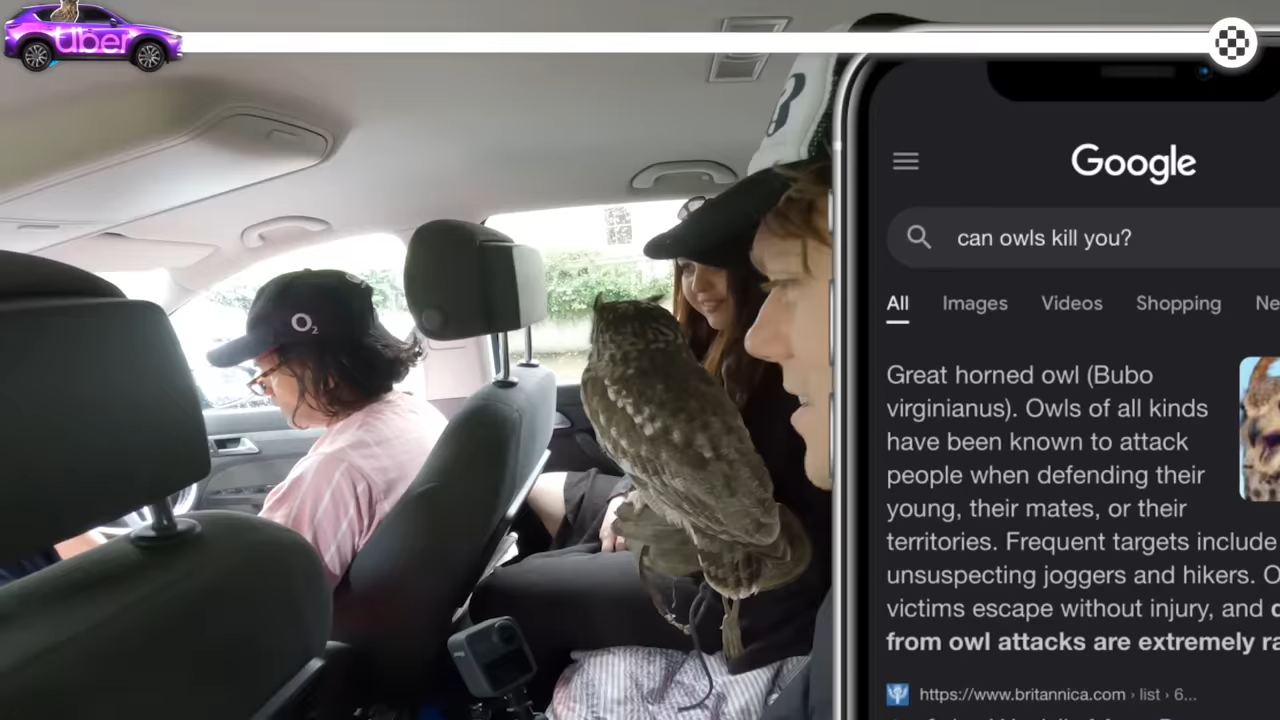 Uber
?
O2
Google
can owls kill you?
All Images Videos Shopping
Great horned owl (Bubo
virginianus). Owls of all kinds
have been known to attack
people when defending their
young, their mates, or their
territories. Frequent targets include
unsuspecting joggers and hikers.
victims escape without injury, and
from owl attacks are extremely
https://www.britannica.com › list › 6...